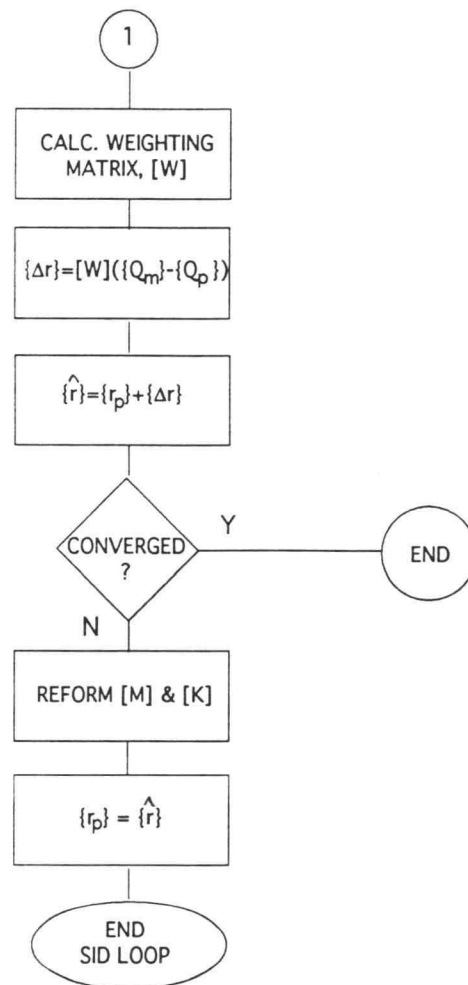 1
CALC. WEIGHTING
MATRIX, [W]
{Δr}=[W]({Qₘ}-{Qₚ})
{r̂}={rₚ}+{Δr}
CONVERGED
?
Y
END
N
REFORM [M] & [K]
{rₚ} = {r̂}
END
SID LOOP